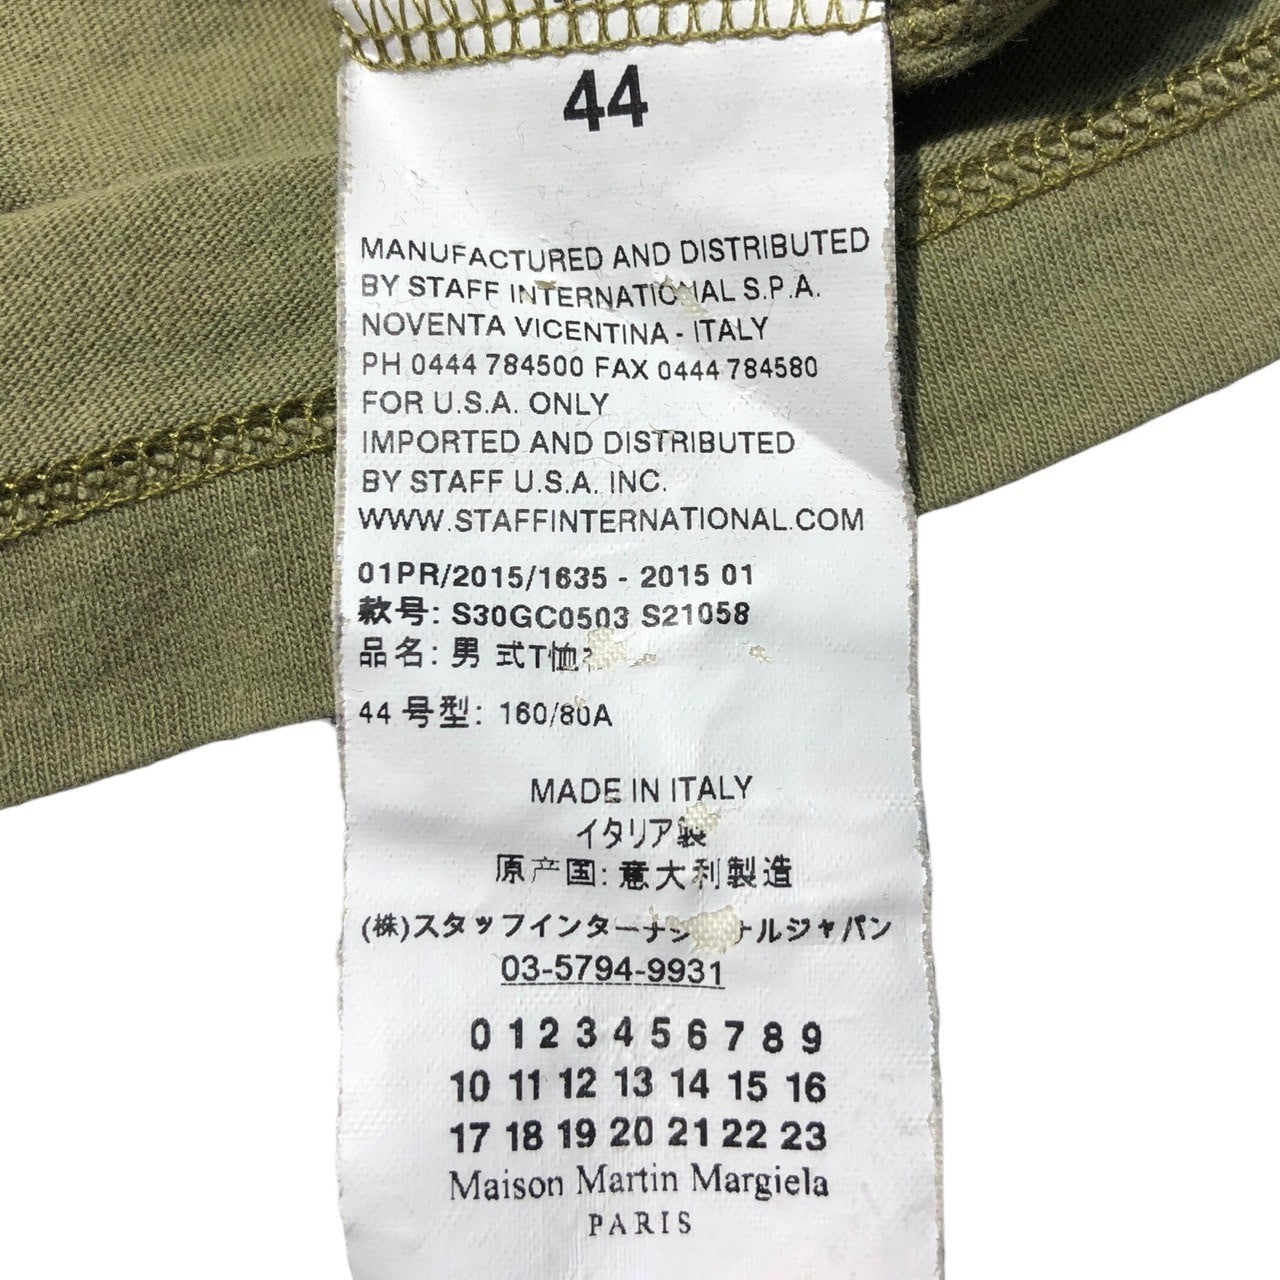 44
MANUFACTURED AND DISTRIBUTED
BY STAFF INTERNATIONAL S.P.A.
NOVENTA VICENTINA - ITALY
PH 0444 784500 FAX 0444 784580
FOR U.S.A. ONLY
IMPORTED AND DISTRIBUTED
BY STAFF U.S.A. INC.
WWW.STAFFINTERNATIONAL.COM
01PR/2015/1635 - 2015 01
款号: S30GC0503 S21058
品名: 男 式T恤
44 号型: 160/80A
MADE IN ITALY
イタリア製
原产国: 意大利製造
(株)スタッフインターナショナルジャパン
03-5794-9931
0 1 2 3 4 5 6 7 8 9
10 11 12 13 14 15 16
17 18 19 20 21 22 23
Maison Martin Margiela
PARIS